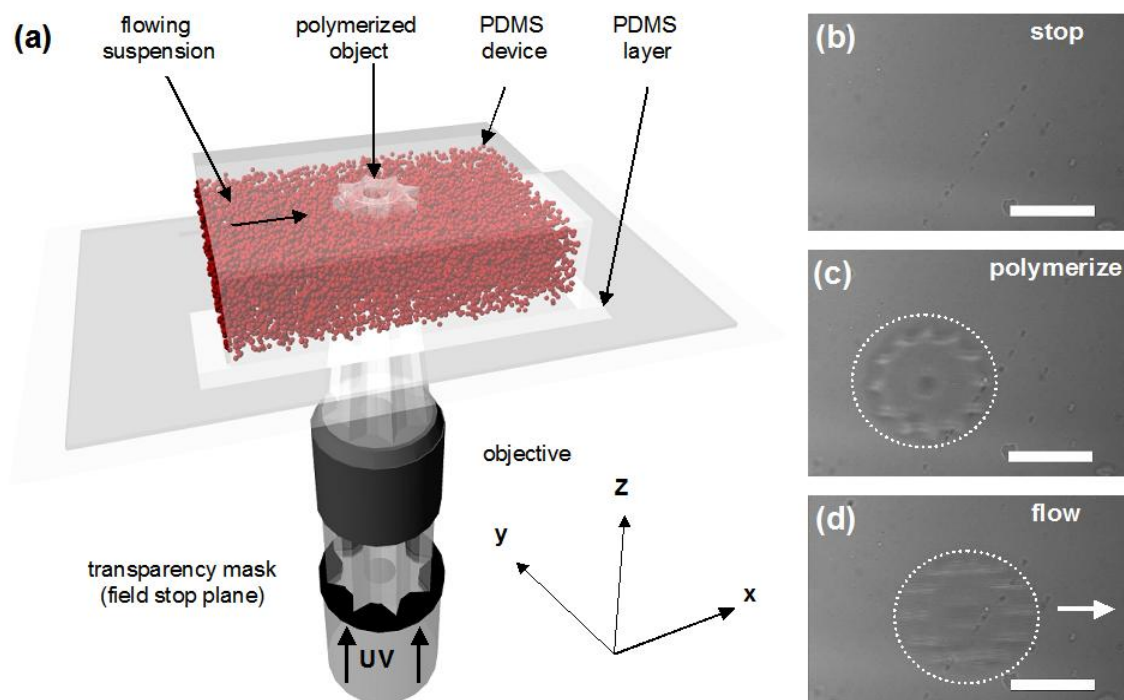 (a)
flowing
suspension
polymerized
object
PDMS
device
PDMS
layer
objective
transparency mask
(field stop plane)
UV
z
y
x
(b)
stop
(c)
polymerize
(d)
flow